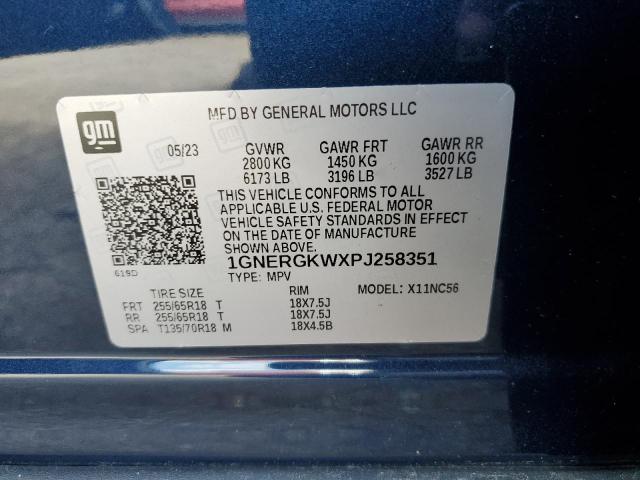 MFD BY GENERAL MOTORS LLC
gm
05/23 GVWR GAWR FRT GAWR RR
2800 KG 1450 KG 1600 KG
6173 LB 3196 LB 3527 LB
THIS VEHICLE CONFORMS TO ALL
APPLICABLE U.S. FEDERAL MOTOR
VEHICLE SAFETY STANDARDS IN EFFECT
ON THE DATE OF MANUFACTURE
SHOWN ABOVE.
619D
1GNERGKWXPJ258351
TYPE: MPV MODEL: X11NC56
TIRE SIZE RIM
FRT 255/65R18 T 18X7.5J
RR 255/65R18 T 18X7.5J
SPA T135/70R18 M 18X4.5B